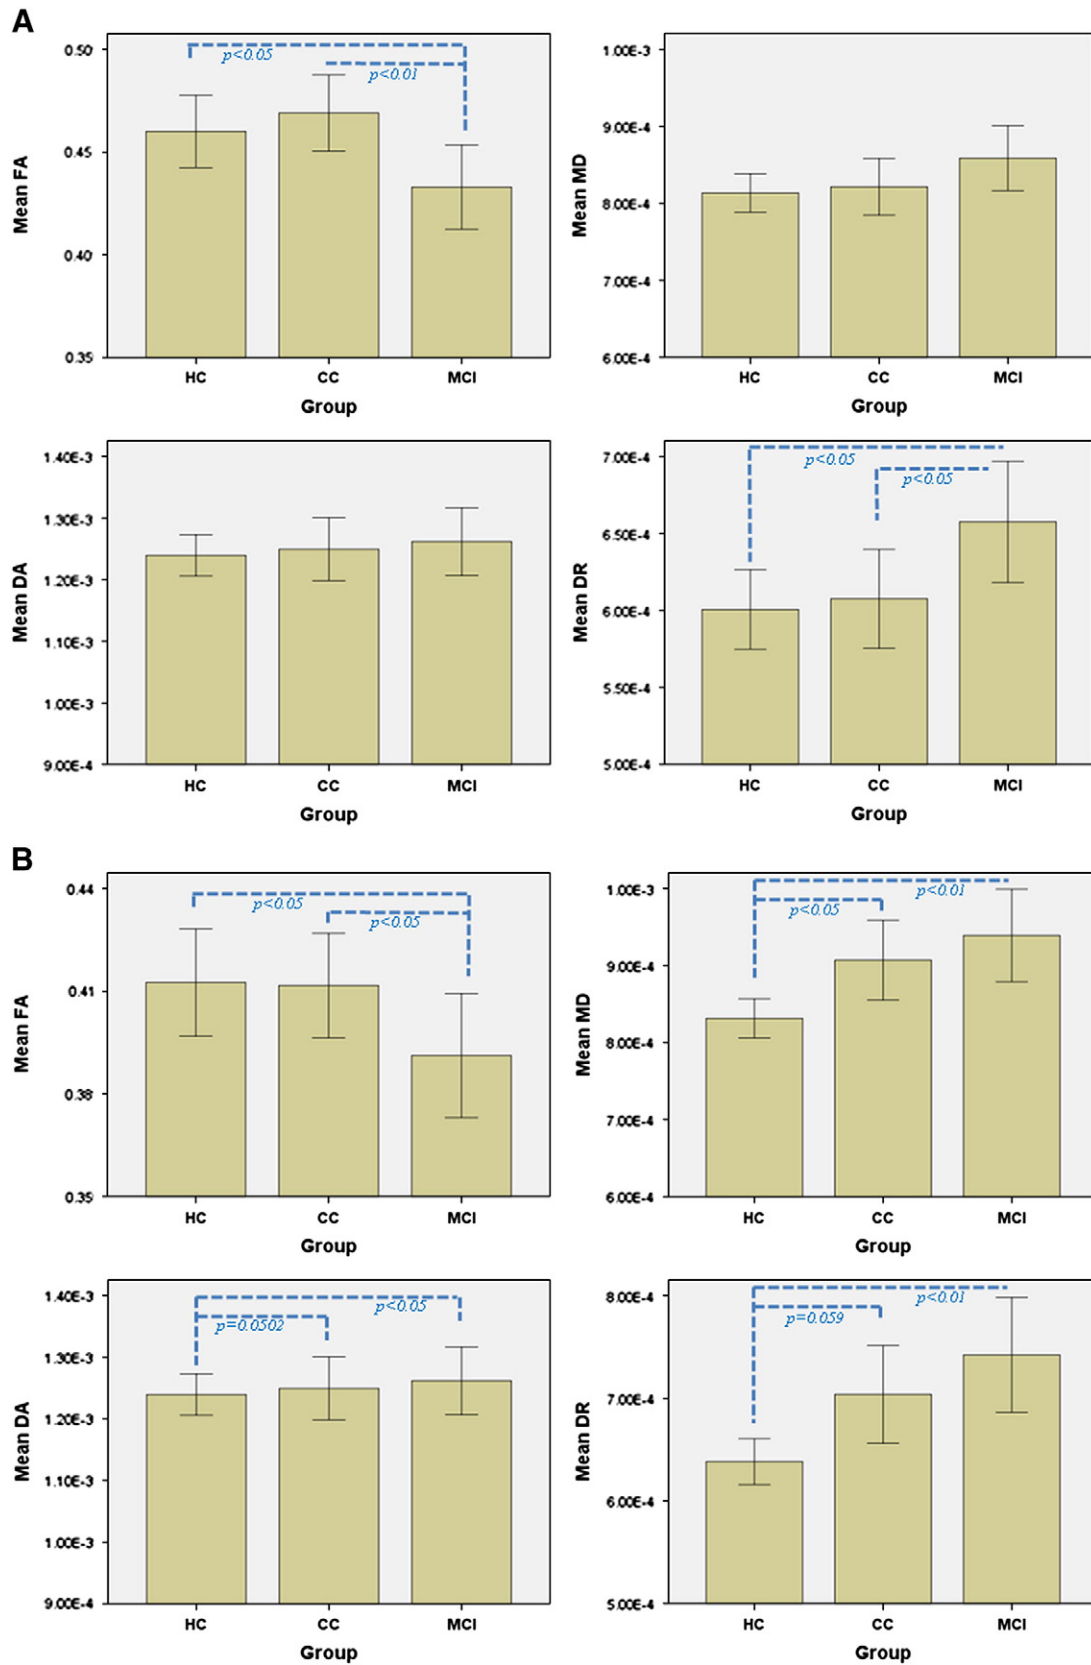 A
0.50
0.45
0.40
0.35
Mean FA
p<0.05
p<0.01
HC CC MCI
Group
1.00E-3
9.00E-4
8.00E-4
7.00E-4
6.00E-4
Mean MD
HC CC MCI
Group
1.40E-3
1.30E-3
1.20E-3
1.10E-3
1.00E-3
9.00E-4
Mean DA
HC CC MCI
Group
7.00E-4
6.50E-4
6.00E-4
5.50E-4
5.00E-4
Mean DR
p<0.05
p<0.05
HC CC MCI
Group
B
0.44
0.41
0.38
0.35
Mean FA
p<0.05
p<0.05
HC CC MCI
Group
1.00E-3
9.00E-4
8.00E-4
7.00E-4
6.00E-4
Mean MD
p<0.01
p<0.05
HC CC MCI
Group
1.40E-3
1.30E-3
1.20E-3
1.10E-3
1.00E-3
9.00E-4
Mean DA
p<0.05
p=0.0502
HC CC MCI
Group
8.00E-4
7.00E-4
6.00E-4
5.00E-4
Mean DR
p<0.01
p=0.059
HC CC MCI
Group